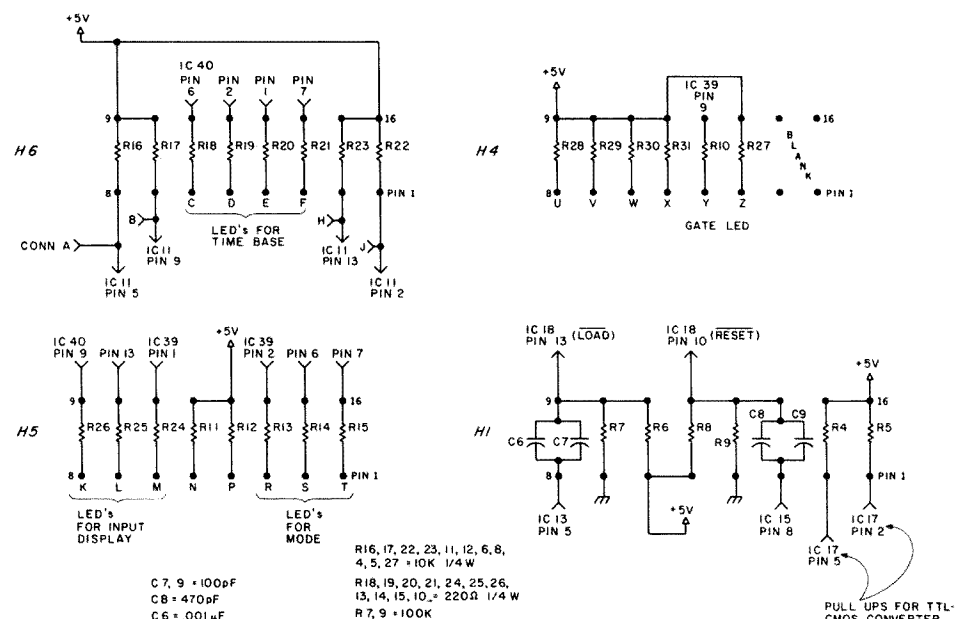 +5V
IC 40
PIN 6
PIN 2
PIN 1
PIN 7
9
16
H6
R16
R17
R18
R19
R20
R21
R23
R22
8
PIN 1
C
D
E
F
B
H
J
LED's FOR
TIME BASE
CONN A
IC 11
PIN 9
IC 11
PIN 13
IC 11
PIN 5
IC 11
PIN 2
+5V
IC 39
PIN
9
9
16
H4
R28
R29
R30
R31
R10
R27
BLANK
8
PIN 1
U
V
W
X
Y
Z
GATE LED
+5V
IC 40
PIN 9
PIN 13
IC 39
PIN 1
IC 39
PIN 2
PIN 6
PIN 7
9
16
H5
R26
R25
R24
R11
R12
R13
R14
R15
8
PIN 1
K
L
M
N
P
R
S
T
LED's
FOR INPUT
DISPLAY
LED's
FOR
MODE
IC 18
PIN 13 (LOAD)
IC 18
PIN 10 (RESET)
+5V
9
16
H1
C6
C7
R7
R6
R8
R9
C8
C9
R4
R5
8
PIN 1
+5V
IC 13
PIN 5
IC 15
PIN 8
IC 17
PIN 2
IC 17
PIN 5
C 7, 9 = 100pF
C8 = 470pF
C6 = .001µF
R16, 17, 22, 23, 11, 12, 6, 8,
4, 5, 27 = 10K 1/4W
R18, 19, 20, 21, 24, 25, 26,
13, 14, 15, 10 = 220Ω 1/4 W
R 7, 9 = 100K
PULL UPS FOR TTL-
CMOS CONVERTER